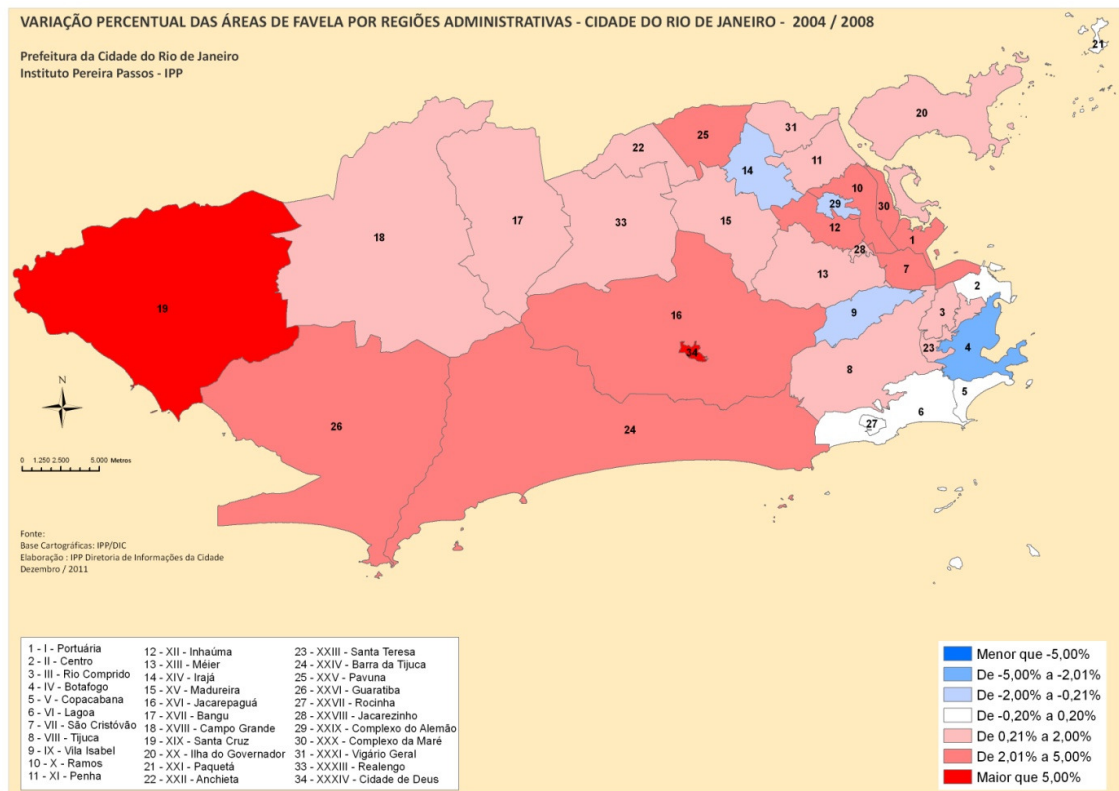 VARIAÇÃO PERCENTUAL DAS ÁREAS DE FAVELA POR REGIÕES ADMINISTRATIVAS - CIDADE DO RIO DE JANEIRO - 2004 / 2008
Prefeitura da Cidade do Rio de Janeiro
Instituto Pereira Passos - IPP
21
20
31
25
22
11
14
10
29
30
17
33
15
12
1
18
28
13
7
2
19
16
9
3
34
23
4
8
5
6
27
26
24
N
0 1.250 2.500 5.000 Metros
Fonte:
Base Cartográficas: IPP/DIC
Elaboração : IPP Diretoria de Informações da Cidade
Dezembro / 2011
1 - I - Portuária
2 - II - Centro
3 - III - Rio Comprido
4 - IV - Botafogo
5 - V - Copacabana
6 - VI - Lagoa
7 - VII - São Cristóvão
8 - VIII - Tijuca
9 - IX - Vila Isabel
10 - X - Ramos
11 - XI - Penha
12 - XII - Inhaúma
13 - XIII - Méier
14 - XIV - Irajá
15 - XV - Madureira
16 - XVI - Jacarepaguá
17 - XVII - Bangu
18 - XVIII - Campo Grande
19 - XIX - Santa Cruz
20 - XX - Ilha do Governador
21 - XXI - Paquetá
22 - XXII - Anchieta
23 - XXIII - Santa Teresa
24 - XXIV - Barra da Tijuca
25 - XXV - Pavuna
26 - XXVI - Guaratiba
27 - XXVII - Rocinha
28 - XXVIII - Jacarezinho
29 - XXIX - Complexo do Alemão
30 - XXX - Complexo da Maré
31 - XXXI - Vigário Geral
33 - XXXIII - Realengo
34 - XXXIV - Cidade de Deus
Menor que -5,00%
De -5,00% a -2,01%
De -2,00% a -0,21%
De -0,20% a 0,20%
De 0,21% a 2,00%
De 2,01% a 5,00%
Maior que 5,00%